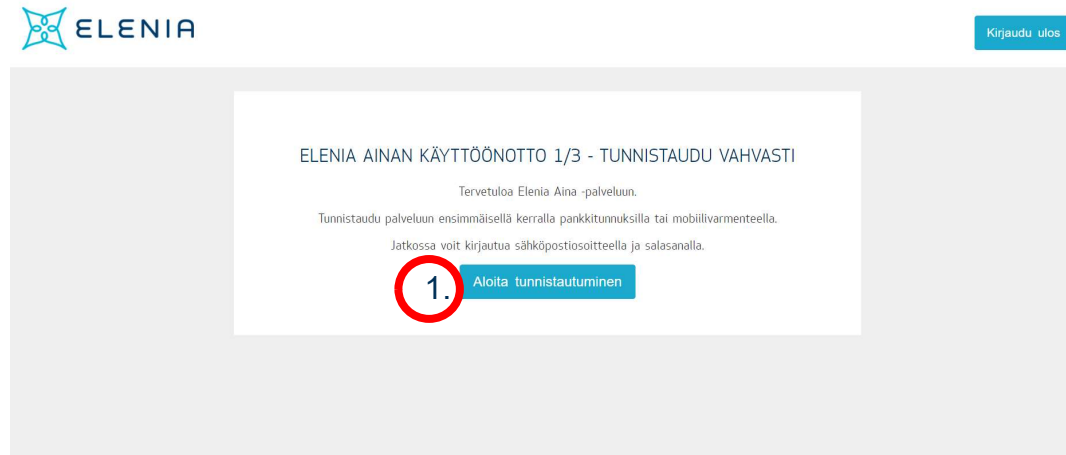 ELENIA
Kirjaudu ulos
ELENIA AINAN KÄYTTÖÖNOTTO 1/3 - TUNNISTAUDU VAHVASTI
Tervetuloa Elenia Aina -palveluun.
Tunnistaudu palveluun ensimmäisellä kerralla pankkitunnuksilla tai mobiilivarmenteella.
Jatkossa voit kirjautua sähköpostiosoitteella ja salasanalla.
1. Aloita tunnistautuminen